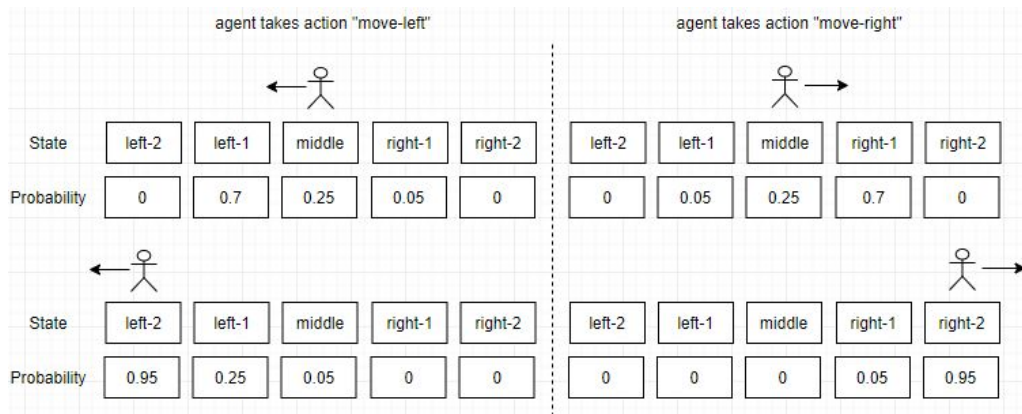 agent takes action "move-left" agent takes action "move-right"
State left-2 left-1 middle right-1 right-2 left-2 left-1 middle right-1 right-2
Probability 0 0.7 0.25 0.05 0 0 0.05 0.25 0.7 0
State left-2 left-1 middle right-1 right-2 left-2 left-1 middle right-1 right-2
Probability 0.95 0.25 0.05 0 0 0 0 0 0.05 0.95